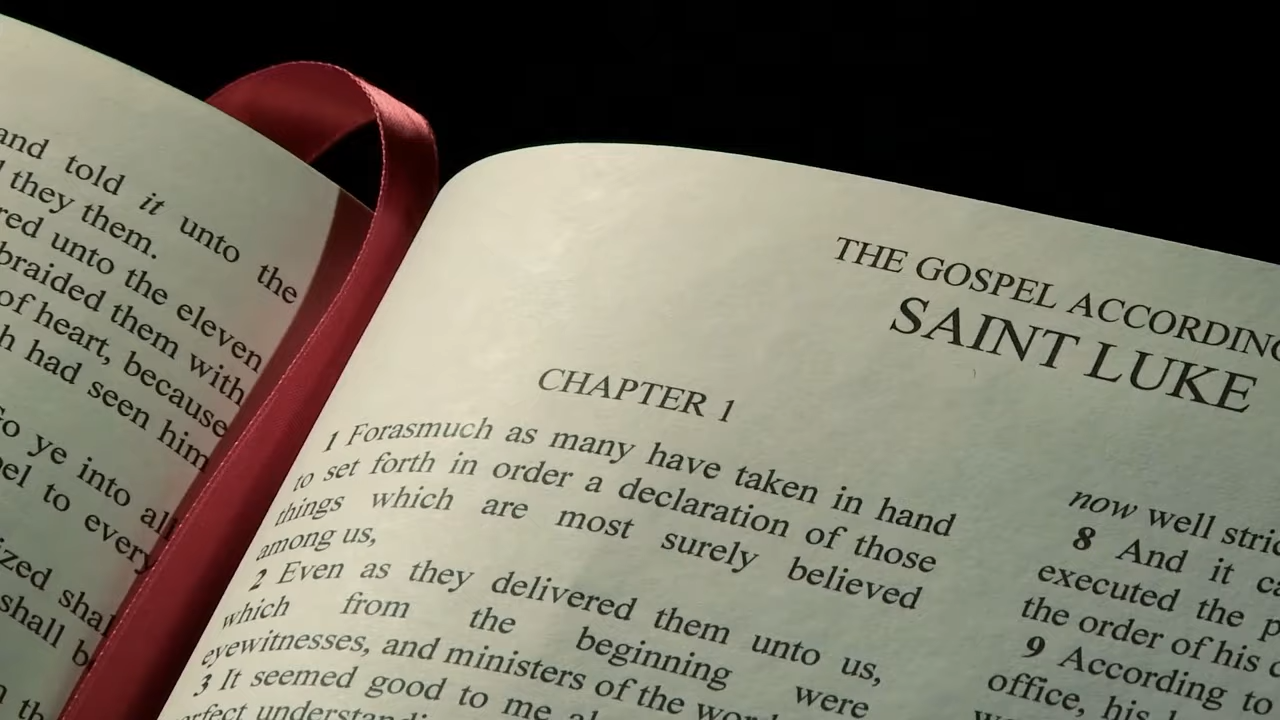 and told it unto the
they them.
unto the eleven
them with
of heart, because
had seen him
ye into all
to every
shall
THE GOSPEL ACCORDING
SAINT LUKE
CHAPTER 1
1 Forasmuch as many have taken in hand
to set forth in order a declaration of those
things which are most surely believed
among us,
2 Even as they delivered them unto us,
which from the beginning were
eyewitnesses, and ministers of the
3 It seemed good to me
now well
8 And it
executed the
the order of his
9 According to
office, his